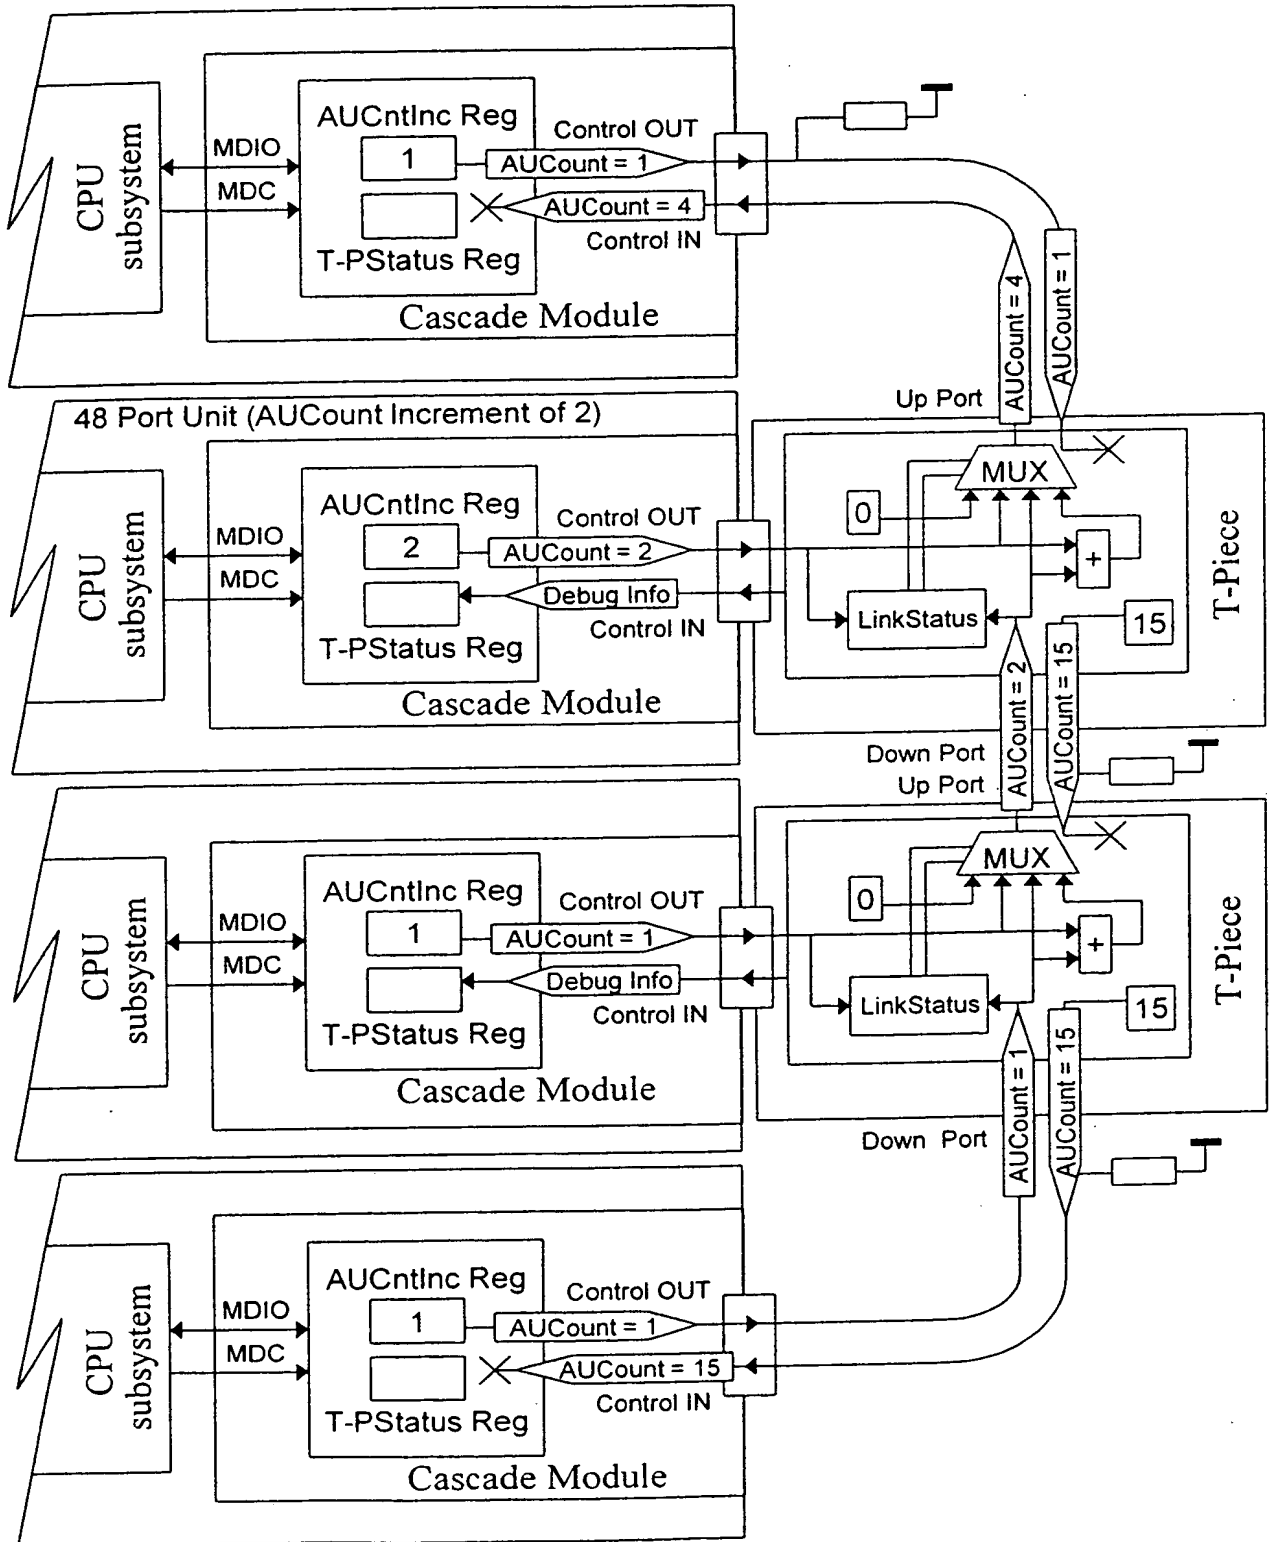 AUCntInc Reg
1
Control OUT
AUCount = 1
MDIO
MDC
CPU
subsystem
AUCount = 4
Control IN
T-PStatus Reg
Cascade Module
AUCount = 4
AUCount = 1
Up Port
48 Port Unit (AUCount Increment of 2)
AUCntInc Reg
2
Control OUT
AUCount = 2
MDIO
MDC
CPU
subsystem
Debug Info
Control IN
T-PStatus Reg
Cascade Module
MUX
0
+
LinkStatus
15
T-Piece
AUCount = 2
AUCount = 15
Down Port
Up Port
AUCntInc Reg
1
Control OUT
AUCount = 1
MDIO
MDC
CPU
subsystem
Debug Info
Control IN
T-PStatus Reg
Cascade Module
MUX
0
+
LinkStatus
15
T-Piece
AUCount = 1
AUCount = 15
Down Port
AUCntInc Reg
1
Control OUT
AUCount = 1
MDIO
MDC
CPU
subsystem
AUCount = 15
Control IN
T-PStatus Reg
Cascade Module